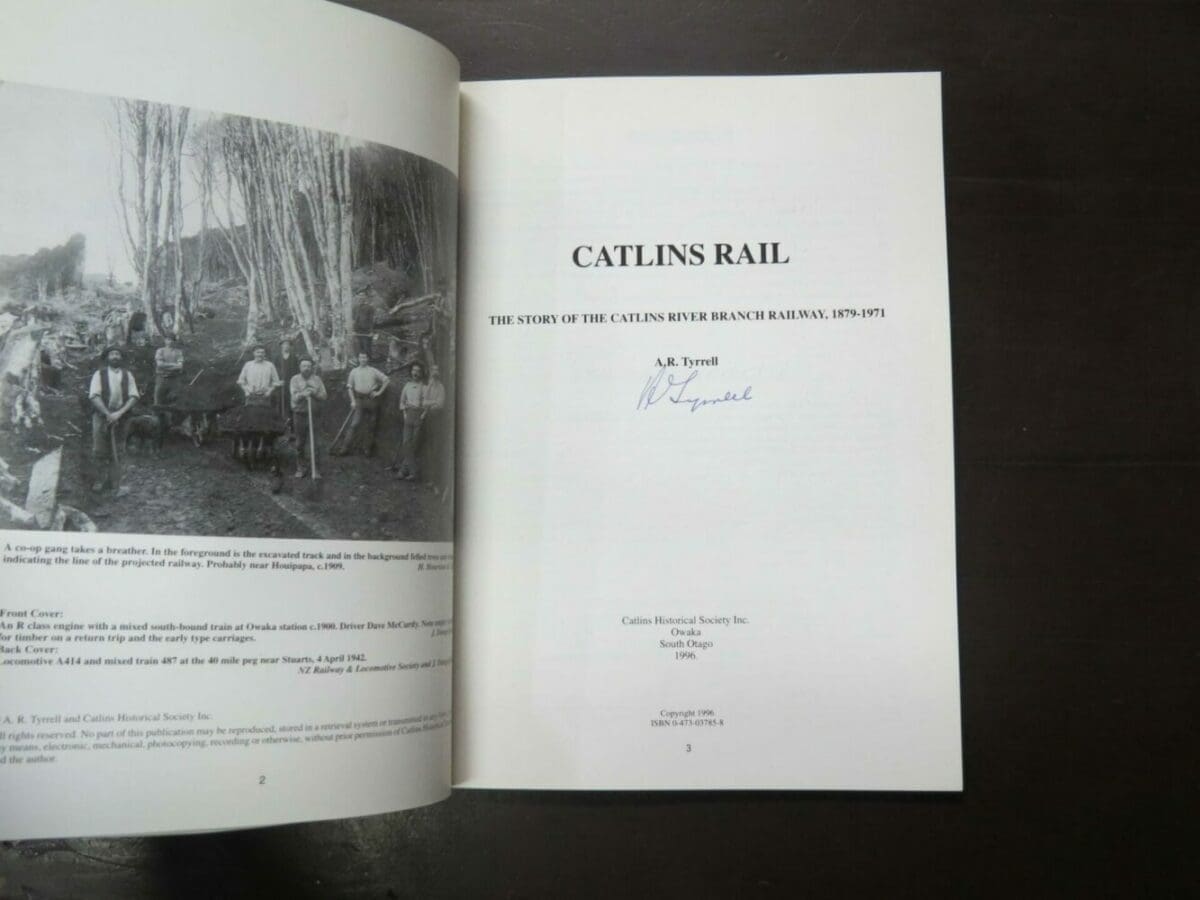 A co-op gang takes a breather. In the foreground is the excavated track and in the background felled trees
indicating the line of the projected railway. Probably near Houipapa, c.1909.
Front Cover:
An R class engine with a mixed south-bound train at Owaka station c.1900. Driver Dave McCurdy. Note
for timber on a return trip and the early type carriages.
Back Cover:
Locomotive A414 and mixed train 487 at the 40 mile peg near Stuarts, 4 April 1942.
NZ Railway & Locomotive Society and J.
A. R. Tyrrell and Catlins Historical Society Inc.
ll rights reserved. No part of this publication may be reproduced, stored in a retrieval system or transmitted in any
y means, electronic, mechanical, photocopying, recording or otherwise, without prior permission of Catlins Historical
d the author.
2
CATLINS RAIL
THE STORY OF THE CATLINS RIVER BRANCH RAILWAY, 1879-1971
A.R. Tyrrell
Tyrrell
Catlins Historical Society Inc.
Owaka
South Otago
1996.
Copyright 1996
ISBN 0-473-03785-8
3